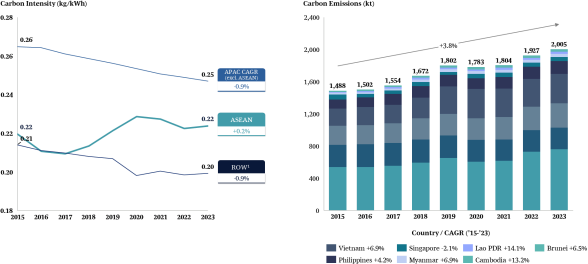 Carbon Intensity (kg/kWh)
0.28
0.26
0.24
0.22
0.20
0.18
0.26
0.22
0.21
0.25
0.22
0.20
APAC CAGR
(excl. ASEAN)
-0.9%
ASEAN
+0.2%
ROW¹
-0.9%
2015 2016 2017 2018 2019 2020 2021 2022 2023
Carbon Emissions (kt)
2,400
2,000
1,600
1,200
800
400
0
+3.8%
1,488 1,502 1,554 1,672 1,802 1,783 1,804 1,927 2,005
2015 2016 2017 2018 2019 2020 2021 2022 2023
Country / CAGR ('15-'23)
Vietnam +6.9% Singapore -2.1% Lao PDR +14.1% Brunei +6.5%
Philippines +4.2% Myanmar +6.9% Cambodia +13.2%